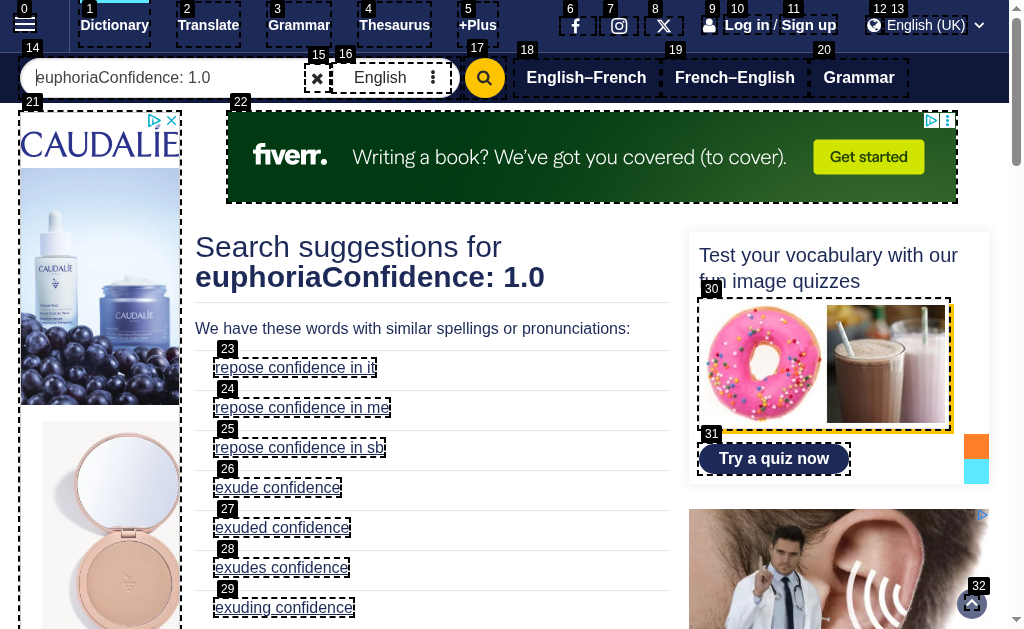 0 1 2 3 4 5 6 7 8 9 10 11 12 13
Dictionary Translate Grammar Thesaurus +Plus Log in / Sign up English (UK)
14 15 16 17 18 19 20
euphoriaConfidence: 1.0 English English–French French–English Grammar
21 22
CAUDALÍE
fiverr. Writing a book? We've got you covered (to cover). Get started
Search suggestions for
euphoriaConfidence: 1.0
We have these words with similar spellings or pronunciations:
23
repose confidence in it
24
repose confidence in me
25
repose confidence in sb
26
exude confidence
27
exuded confidence
28
exudes confidence
29
exuding confidence
Test your vocabulary with our
fun image quizzes
30
31
Try a quiz now
32
CAUDALÍE
CAUDALÍE